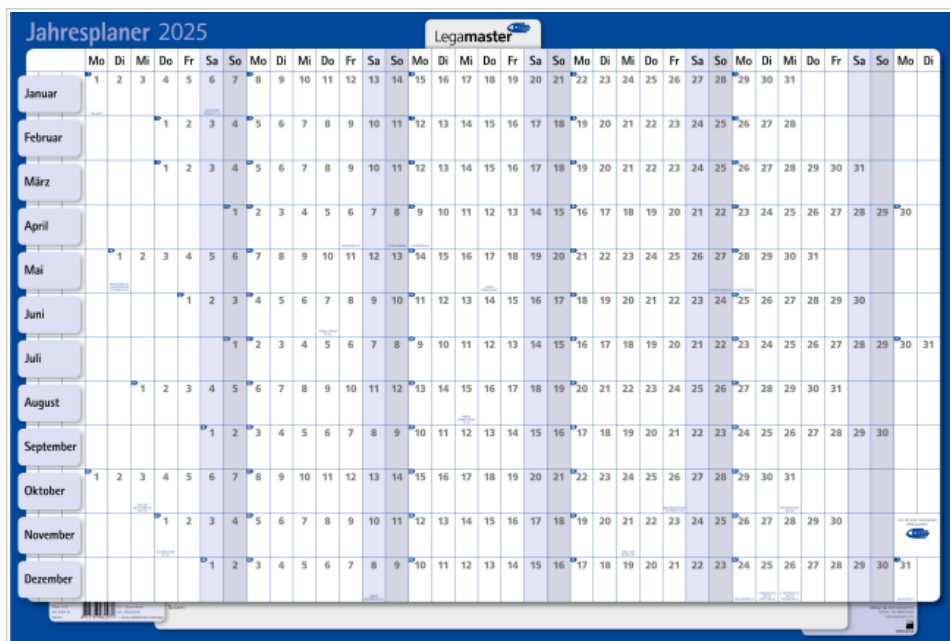 Jahresplaner 2025
Legamaster
Mo Di Mi Do Fr Sa So Mo Di Mi Do Fr Sa So Mo Di Mi Do Fr Sa So Mo Di Mi Do Fr Sa So Mo Di Mi Do Fr Sa So Mo Di
Januar 1 2 3 4 5 6 7 8 9 10 11 12 13 14 15 16 17 18 19 20 21 22 23 24 25 26 27 28 29 30 31
Februar 1 2 3 4 5 6 7 8 9 10 11 12 13 14 15 16 17 18 19 20 21 22 23 24 25 26 27 28
März 1 2 3 4 5 6 7 8 9 10 11 12 13 14 15 16 17 18 19 20 21 22 23 24 25 26 27 28 29 30 31
April 1 2 3 4 5 6 7 8 9 10 11 12 13 14 15 16 17 18 19 20 21 22 23 24 25 26 27 28 29 30
Mai 1 2 3 4 5 6 7 8 9 10 11 12 13 14 15 16 17 18 19 20 21 22 23 24 25 26 27 28 29 30 31
Juni 1 2 3 4 5 6 7 8 9 10 11 12 13 14 15 16 17 18 19 20 21 22 23 24 25 26 27 28 29 30
Juli 1 2 3 4 5 6 7 8 9 10 11 12 13 14 15 16 17 18 19 20 21 22 23 24 25 26 27 28 29 30 31
August 1 2 3 4 5 6 7 8 9 10 11 12 13 14 15 16 17 18 19 20 21 22 23 24 25 26 27 28 29 30 31
September 1 2 3 4 5 6 7 8 9 10 11 12 13 14 15 16 17 18 19 20 21 22 23 24 25 26 27 28 29 30
Oktober 1 2 3 4 5 6 7 8 9 10 11 12 13 14 15 16 17 18 19 20 21 22 23 24 25 26 27 28 29 30 31
November 1 2 3 4 5 6 7 8 9 10 11 12 13 14 15 16 17 18 19 20 21 22 23 24 25 26 27 28 29 30
Dezember 1 2 3 4 5 6 7 8 9 10 11 12 13 14 15 16 17 18 19 20 21 22 23 24 25 26 27 28 29 30 31